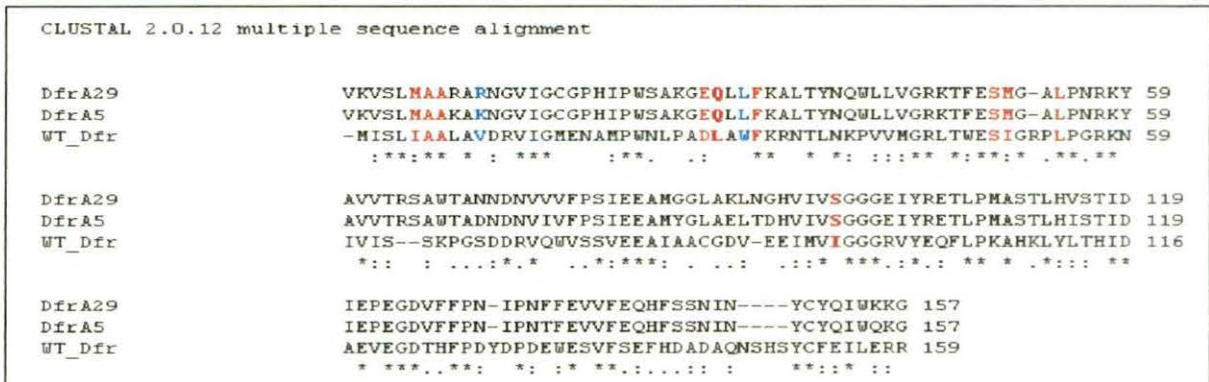 CLUSTAL 2.0.12 multiple sequence alignment
DfrA29 VKVSLMAARARNGVIGCGPHIPWSAKGEQLLFKALTYNQWLLVGRKTFESMG-ALPNRKY 59
DfrA5 VKVSLMAAKAKNGVIGCGPHIPWSAKGEQLLFKALTYNQWLLVGRKTFESMG-ALPNRKY 59
WT_Dfr -MISLIAALAVDRVIGMENAMPWNLPADLAWFKRNTLNKPVVMGRLTWESIGRPLPGRKN 59
:**:** * : *** :**. .: ** * *: :::** *:**:* .**.**
DfrA29 AVVTRSAWTANNDNVVVFPSIEEAMGGLAKLNGHVIVSGGGEIYRETLPMASTLHVSTID 119
DfrA5 AVVTRSAWTADNDNVIVFPSIEEAMYGLAELTDHVIVSGGGEIYRETLPMASTLHISTID 119
WT_Dfr IVIS--SKPGSDDRVQWVSSVEEAIAACGDV-EEIMVIGGGRVYEQFLPKAHKLYLTHID 116
*:: : ...:*.* ..*:***: . .: .::* ***.:*.: ** * .*::: **
DfrA29 IEPEGDVFFPN-IPNFFEVVFEQHFSSNIN----YCYQIWKKG 157
DfrA5 IEPEGDVFFPN-IPNTFEVVFEQHFSSNIN----YCYQIWQKG 157
WT_Dfr AEVEGDTHFPDYDPDEWESVFSEFHDADAQNSHSYCFEILERR 159
* ***..**: *: :* **.:...:: : **::* ::